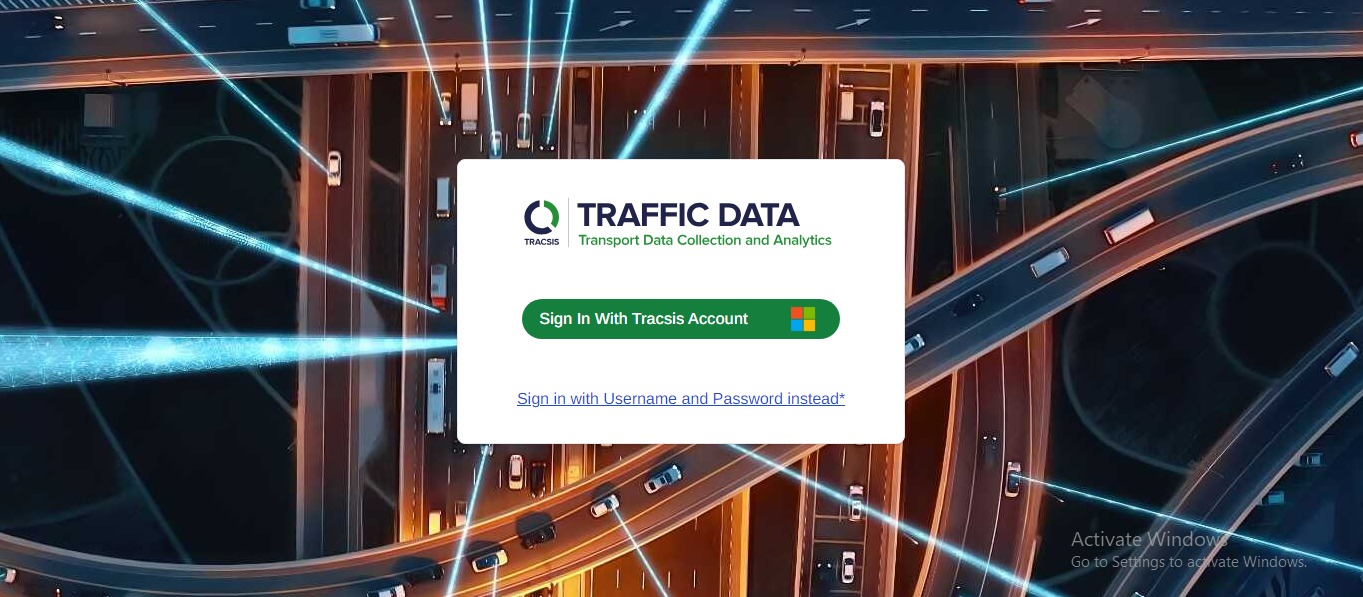 TRACSIS
TRAFFIC DATA
Transport Data Collection and Analytics
Sign In With Tracsis Account
Sign in with Username and Password instead*
Activate Windows
Go to Settings to activate Windows.